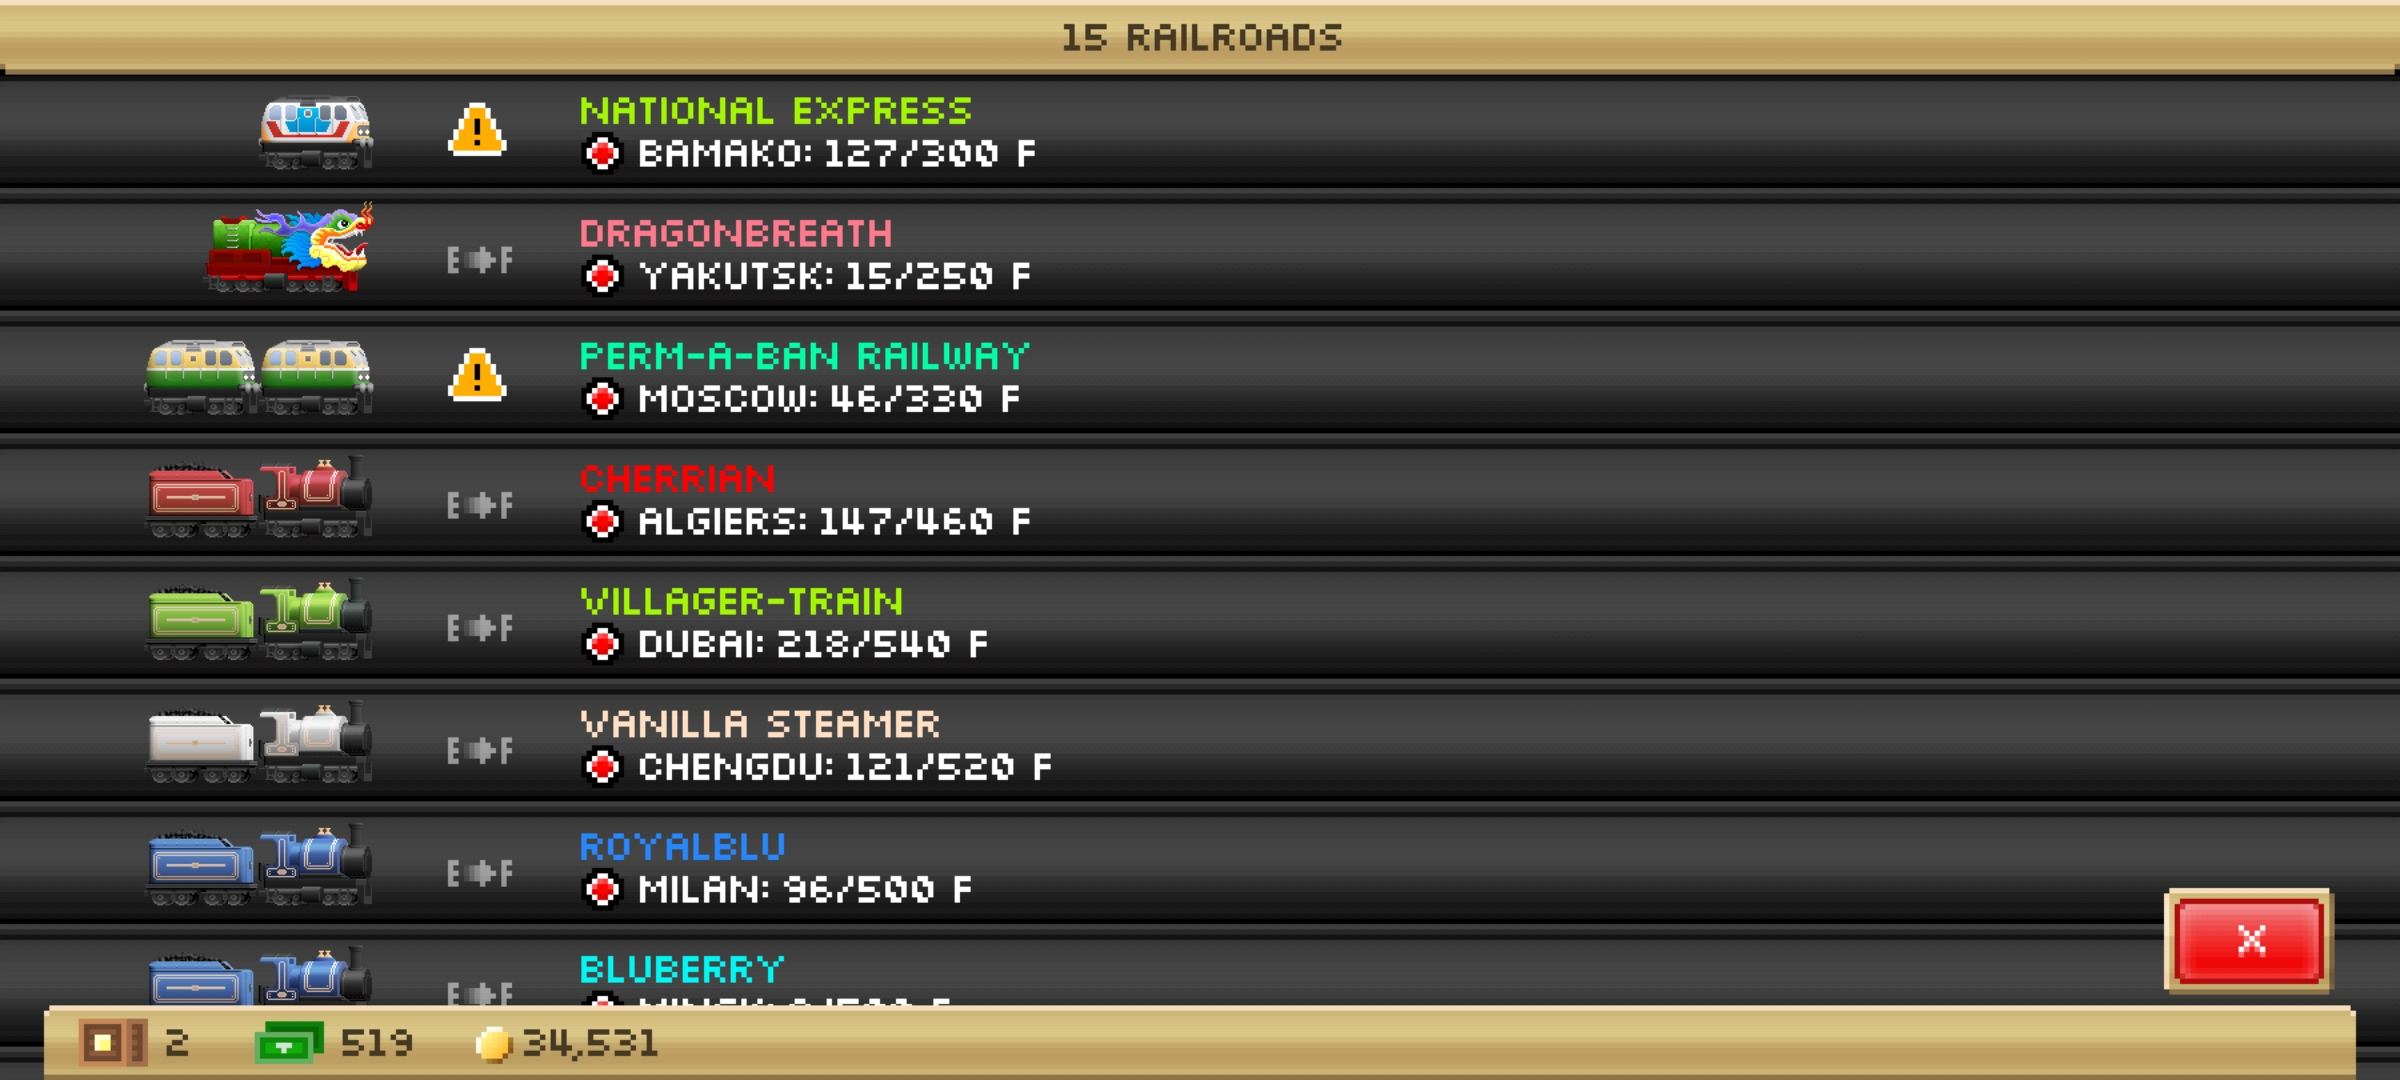 15 RAILROADS
NATIONAL EXPRESS
BAMAKO: 127/300 F
DRAGONBREATH
E F
YAKUTSK: 15/250 F
PERM-A-BAN RAILWAY
MOSCOW: 46/330 F
CHERRIAN
E F
ALGIERS: 147/460 F
VILLAGER-TRAIN
E F
DUBAI: 218/540 F
VANILLA STEAMER
E F
CHENGDU: 121/520 F
ROYALBLU
E F
MILAN: 96/500 F
X
BLUBERRY
E F
2 519 34,531